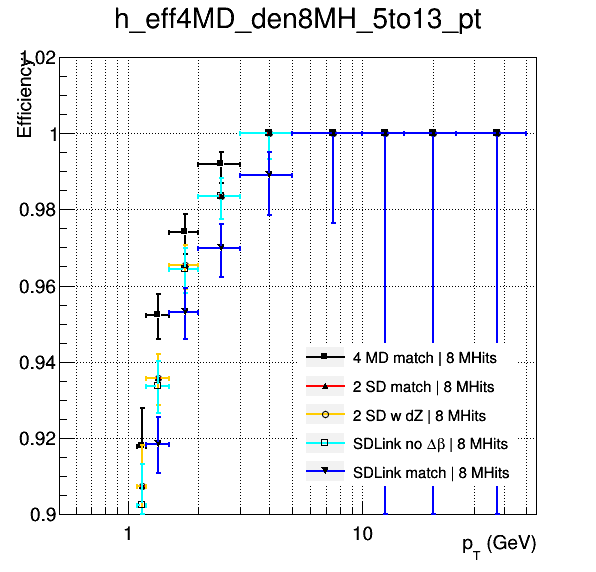 h_eff4MD_den8MH_5to13_pt
Efficiency
1.02
1
0.98
0.96
0.94
0.92
0.9
4 MD match | 8 MHits
2 SD match | 8 MHits
2 SD w dZ | 8 MHits
SDLink no Δβ | 8 MHits
SDLink match | 8 MHits
1
10
p_T (GeV)